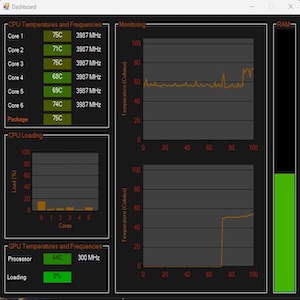 Dashboard
CPU Temperatures and Frequencies
Core 1 75C 3987 MHz
Core 2 71C 3987 MHz
Core 3 75C 3987 MHz
Core 4 68C 3987 MHz
Core 5 69C 3987 MHz
Core 6 74C 3987 MHz
Package 75C
CPU Loading
Load (%)
100
80
60
40
20
0
0 1 2 3 4 5
Cores
GPU Temperatures and Frequencies
Processor 54C 300 MHz
Loading 0%
Monitoring
Temperature (Celsius)
100
80
60
40
20
0
0 20 40 60 80 100
Temperature (Celsius)
100
80
60
40
20
0
0 20 40 60 80 100
RAM